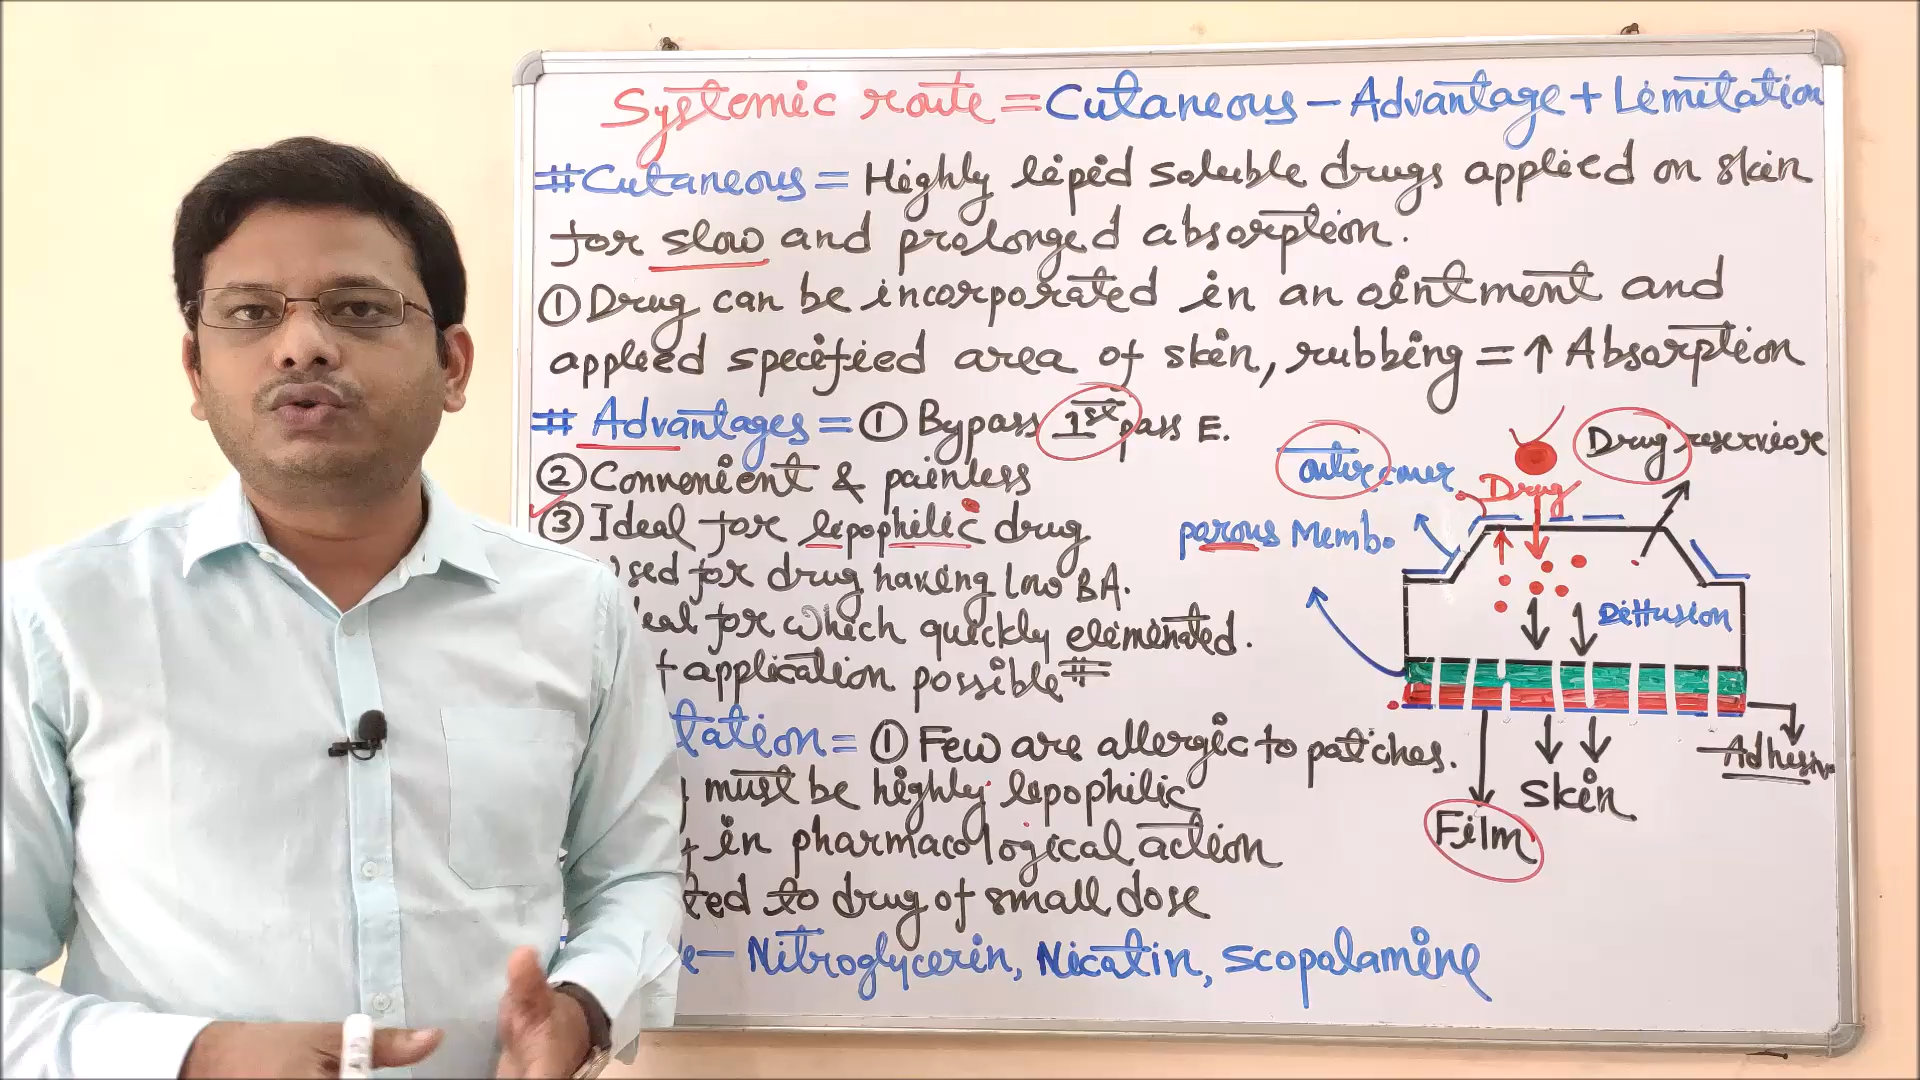 Systemic route = Cutaneous - Advantage + Limitation
# Cutaneous = Highly lipid soluble drugs applied on skin
for slow and prolonged absorption.
① Drug can be incorporated in an ointment and
applied specified area of skin, rubbing = ↑ Absorption
# Advantages = ① Bypass 1st pass E.
② Convenient & painless
③ Ideal for lipophilic drug
sed for drug having low BA.
eal for which quickly eliminated.
application possible #
tation = ① Few are allergic to patches.
must be highly lipophilic
in pharmacological action
ted to drug of small dose
e - Nitroglycerin, Nicotin, Scopolamine
Drug reserviore
outer cover
Drug
porous Memb.
Diffusion
Adhesive
Skin
Film